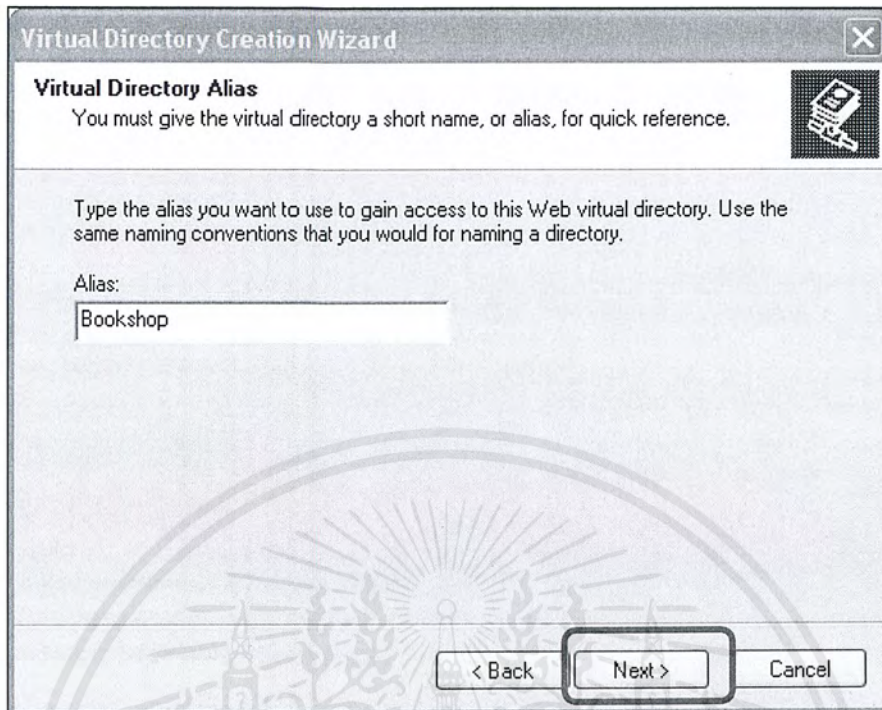 Virtual Directory Creation Wizard
Virtual Directory Alias
You must give the virtual directory a short name, or alias, for quick reference.
Type the alias you want to use to gain access to this Web virtual directory. Use the
same naming conventions that you would for naming a directory.
Alias:
Bookshop
< Back Next > Cancel